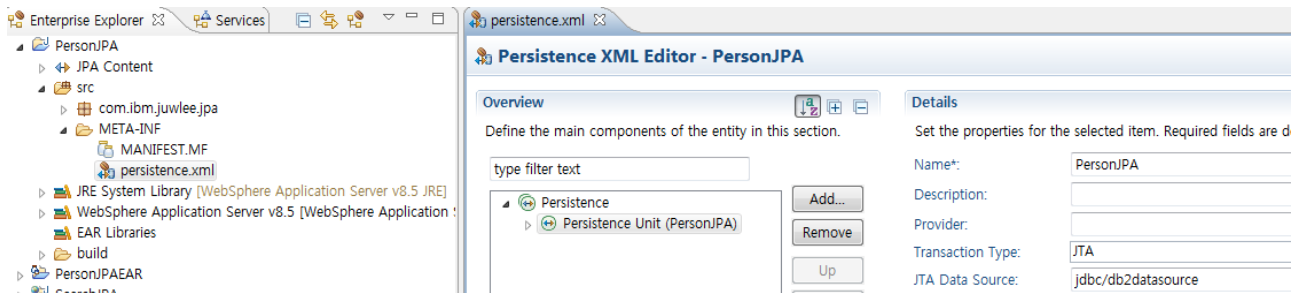 Enterprise Explorer
Services
PersonJPA
JPA Content
src
com.ibm.juwlee.jpa
META-INF
MANIFEST.MF
persistence.xml
JRE System Library [WebSphere Application Server v8.5 JRE]
WebSphere Application Server v8.5 [WebSphere Application
EAR Libraries
build
PersonJPAEAR
SearchJPA
persistence.xml
Persistence XML Editor - PersonJPA
Overview
Define the main components of the entity in this section.
type filter text
Persistence
Persistence Unit (PersonJPA)
Add...
Remove
Up
Details
Set the properties for the selected item. Required fields are d
Name*: PersonJPA
Description:
Provider:
Transaction Type: JTA
JTA Data Source: jdbc/db2datasource